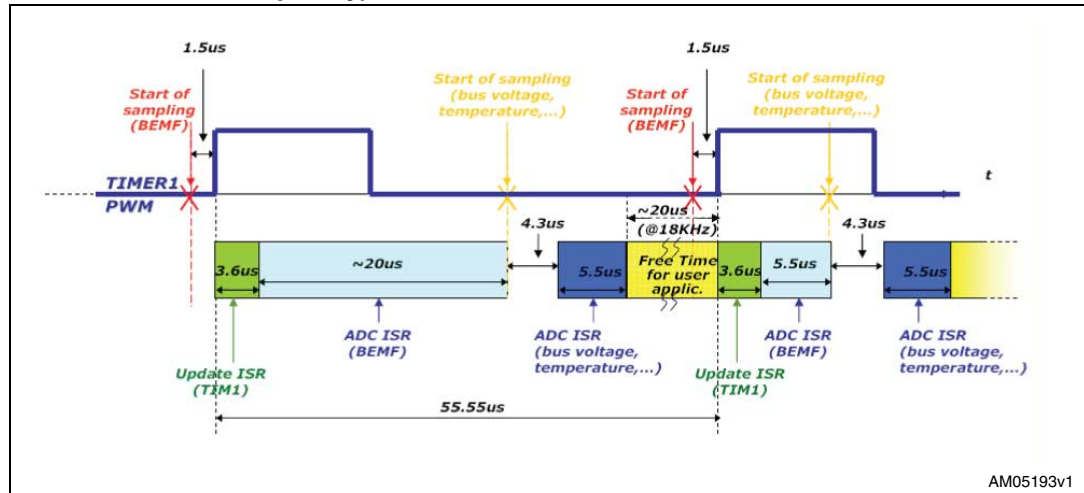 1.5us
1.5us
Start of
sampling
(BEMF)
Start of sampling
(bus voltage,
temperature,...)
Start of
sampling
(BEMF)
Start of sampling
(bus voltage,
temperature,...)
TIMER1
PWM
t
~20us
(@18KHz)
4.3us
4.3us
3.6us
~20us
5.5us
Free Time
for user
applic.
3.6us
5.5us
5.5us
ADC ISR
(BEMF)
ADC ISR
(bus voltage,
temperature,...)
ADC ISR
(BEMF)
ADC ISR
(bus voltage,
temperature,...)
Update ISR
(TIM1)
Update ISR
(TIM1)
55.55us
AM05193v1